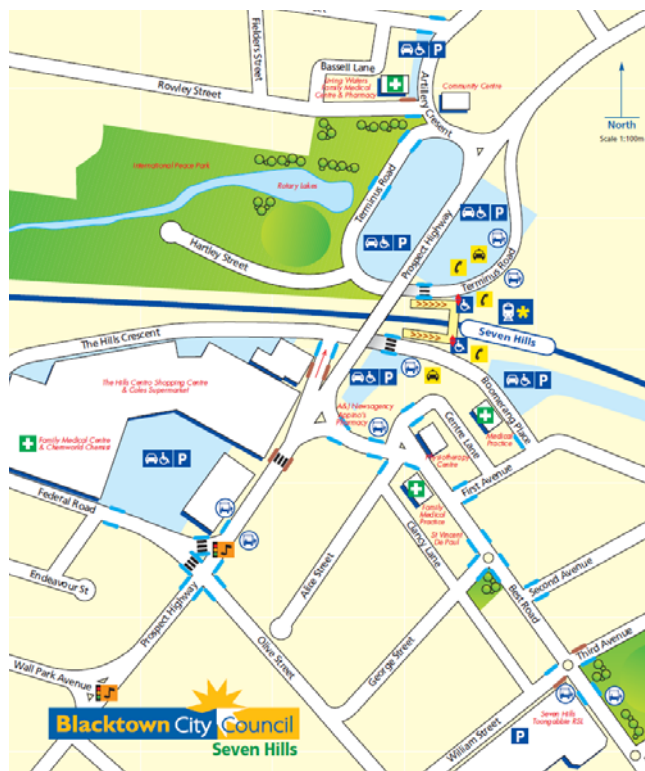 Fielders Street
Bassell Lane
P
Living Waters
Family Medical
Centre & Pharmacy
Community Centre
Rowley Street
Artillery Cresent
North
Scale 1:100m
International Peace Park
Rotary Lakes
Terminus Road
Hartley Street
P
P
Prospect Highway
Terminus Road
Seven Hills
The Hills Crescent
The Hills Centro Shopping Centre
& Coles Supermarket
P
P
Boomerang Place
A&J Newsagency
Pharmacy
Centre Lane
Medical
Practice
Physiotherapy
Centre
Family Medical Centre
& Chemworld Chemist
P
Federal Road
First Avenue
Family
Medical
Practice
St Vincent
De Paul
Clancy Lane
Alice Street
Endeavour St
Prospect Highway
Best Road
Second Avenue
Olive Street
George Street
Third Avenue
Wall Park Avenue
William Street
Seven Hills
Toongabbie RSL
P
Blacktown City Council
Seven Hills